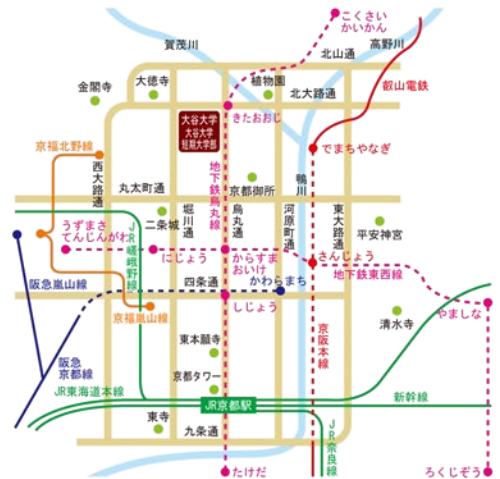 こくさい
かいかん
賀茂川
高野川
北山通
叡山電鉄
金閣寺
大徳寺
植物園
北大路通
きたおおじ
大谷大学
大谷大学
短期大学部
でまちやなぎ
京福北野線
西大路通
地下鉄烏丸線
京都御所
鴨川
丸太町通
堀川通
烏丸通
河原町通
東大路通
二条城
平安神宮
うずまさ
てんじんがわ
JR嵯峨野線
にじょう
からすま
おいけ
さんじょう
地下鉄東西線
阪急嵐山線
四条通
かわらまち
やましな
京福嵐山線
しじょう
清水寺
京阪本線
東本願寺
阪急
京都線
京都タワー
JR東海道本線
JR京都駅
新幹線
東寺
九条通
JR奈良線
たけだ
ろくじぞう